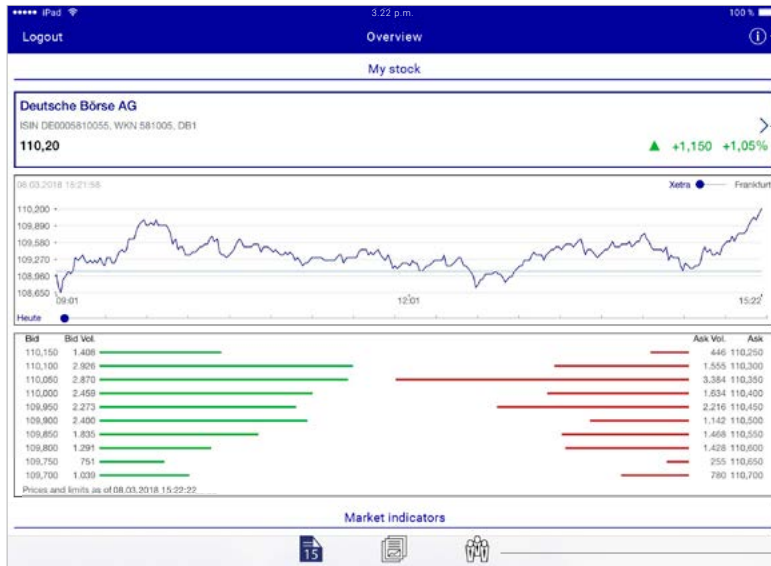 iPad 3.22 p.m. 100 %
Logout Overview
My stock
Deutsche Börse AG
ISIN DE0005810055, WKN 581005, DB1
110,20 +1,150 +1,05%
08.03.2018 15:21:58 Xetra Frankfurt
110,200
109,890
109,580
109,270
108,960
108,650
09:01 12:01 15:22
Heute
Bid Bid Vol. Ask Vol. Ask
110,150 1.408 446 110,250
110,100 2.926 1.555 110,300
110,050 2.870 3.384 110,350
110,000 2.459 1.634 110,400
109,950 2.273 2.216 110,450
109,900 2.400 1.142 110,500
109,850 1.835 1.468 110,550
109,800 1.291 1.428 110,600
109,750 751 255 110,650
109,700 1.039 780 110,700
Prices and limits as of 08.03.2018 15:22:22
Market indicators
15